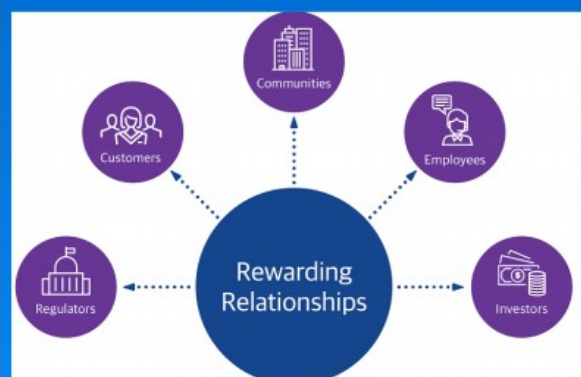 Communities
Customers
Employees
Rewarding
Relationships
Regulators
Investors